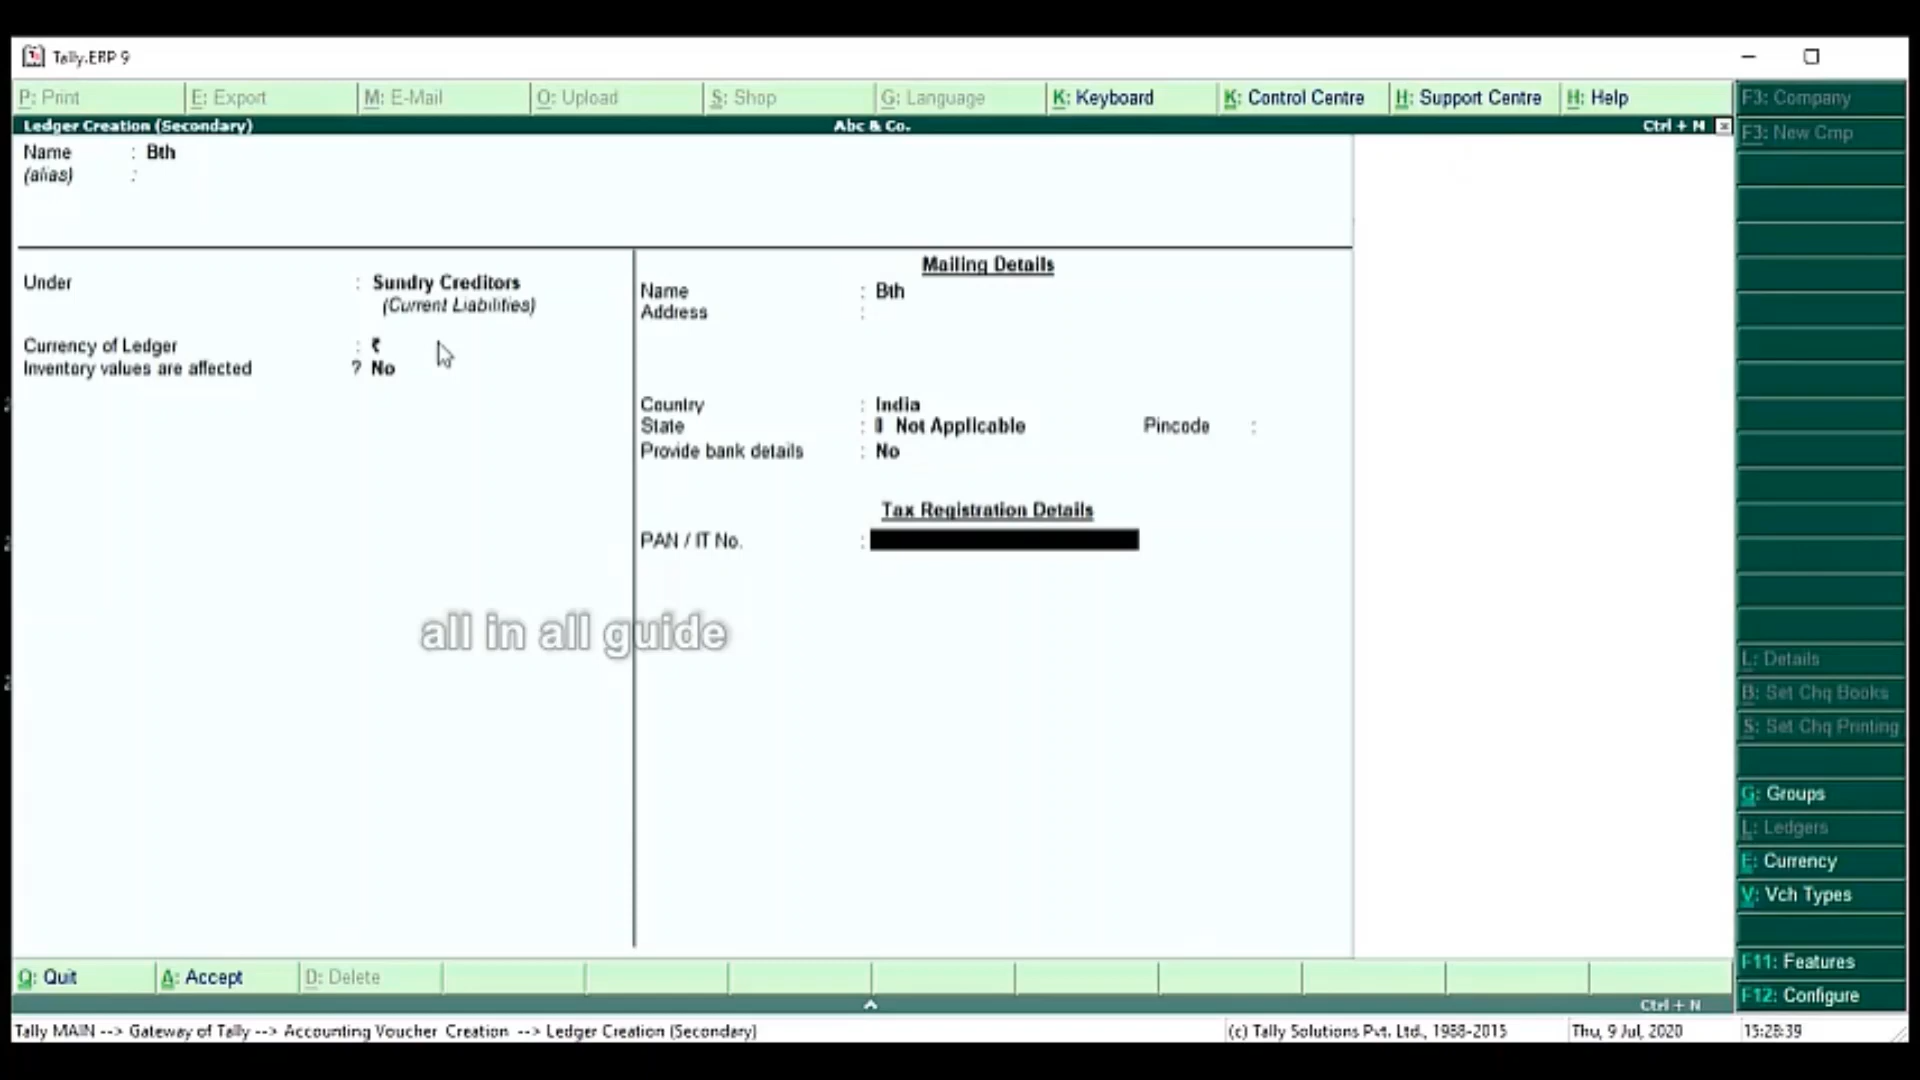 Tally.ERP 9
P: Print E: Export M: E-Mail O: Upload S: Shop G: Language K: Keyboard K: Control Centre H: Support Centre H: Help
F3: Company
Ledger Creation (Secondary) Abc & Co. Ctrl + M
F3: New Cmp
Name : Bth
(alias) :
Mailing Details
Under : Sundry Creditors
(Current Liabilities)
Name : Bth
Address :
Currency of Ledger : ₹
Inventory values are affected ? No
Country : India
State : Not Applicable Pincode :
Provide bank details : No
Tax Registration Details
PAN / IT No. :
all in all guide
L: Details
B: Set Chq Books
S: Set Chq Printing
G: Groups
L: Ledgers
E: Currency
V: Vch Types
F11: Features
F12: Configure
Q: Quit A: Accept D: Delete
Ctrl + N
Tally MAIN --> Gateway of Tally --> Accounting Voucher Creation --> Ledger Creation (Secondary) (c) Tally Solutions Pvt. Ltd., 1988-2015 Thu, 9 Jul, 2020 15:28:39